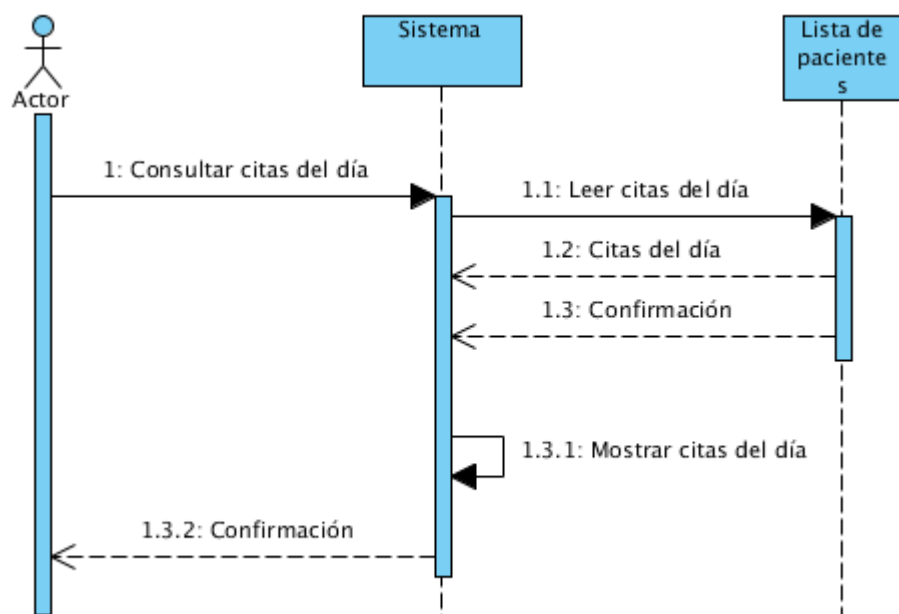 Sistema
Lista de
paciente
s
Actor
1: Consultar citas del día
1.1: Leer citas del día
1.2: Citas del día
1.3: Confirmación
1.3.1: Mostrar citas del día
1.3.2: Confirmación